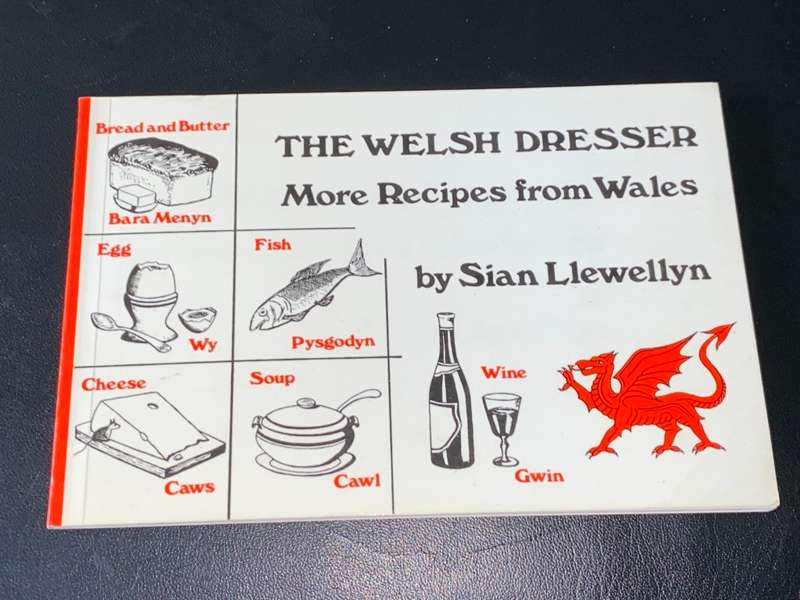 THE WELSH DRESSER
More Recipes from Wales
by Sian Llewellyn
Bread and Butter
Bara Menyn
Egg
Wy
Fish
Pysgodyn
Cheese
Caws
Soup
Cawl
Wine
Gwin